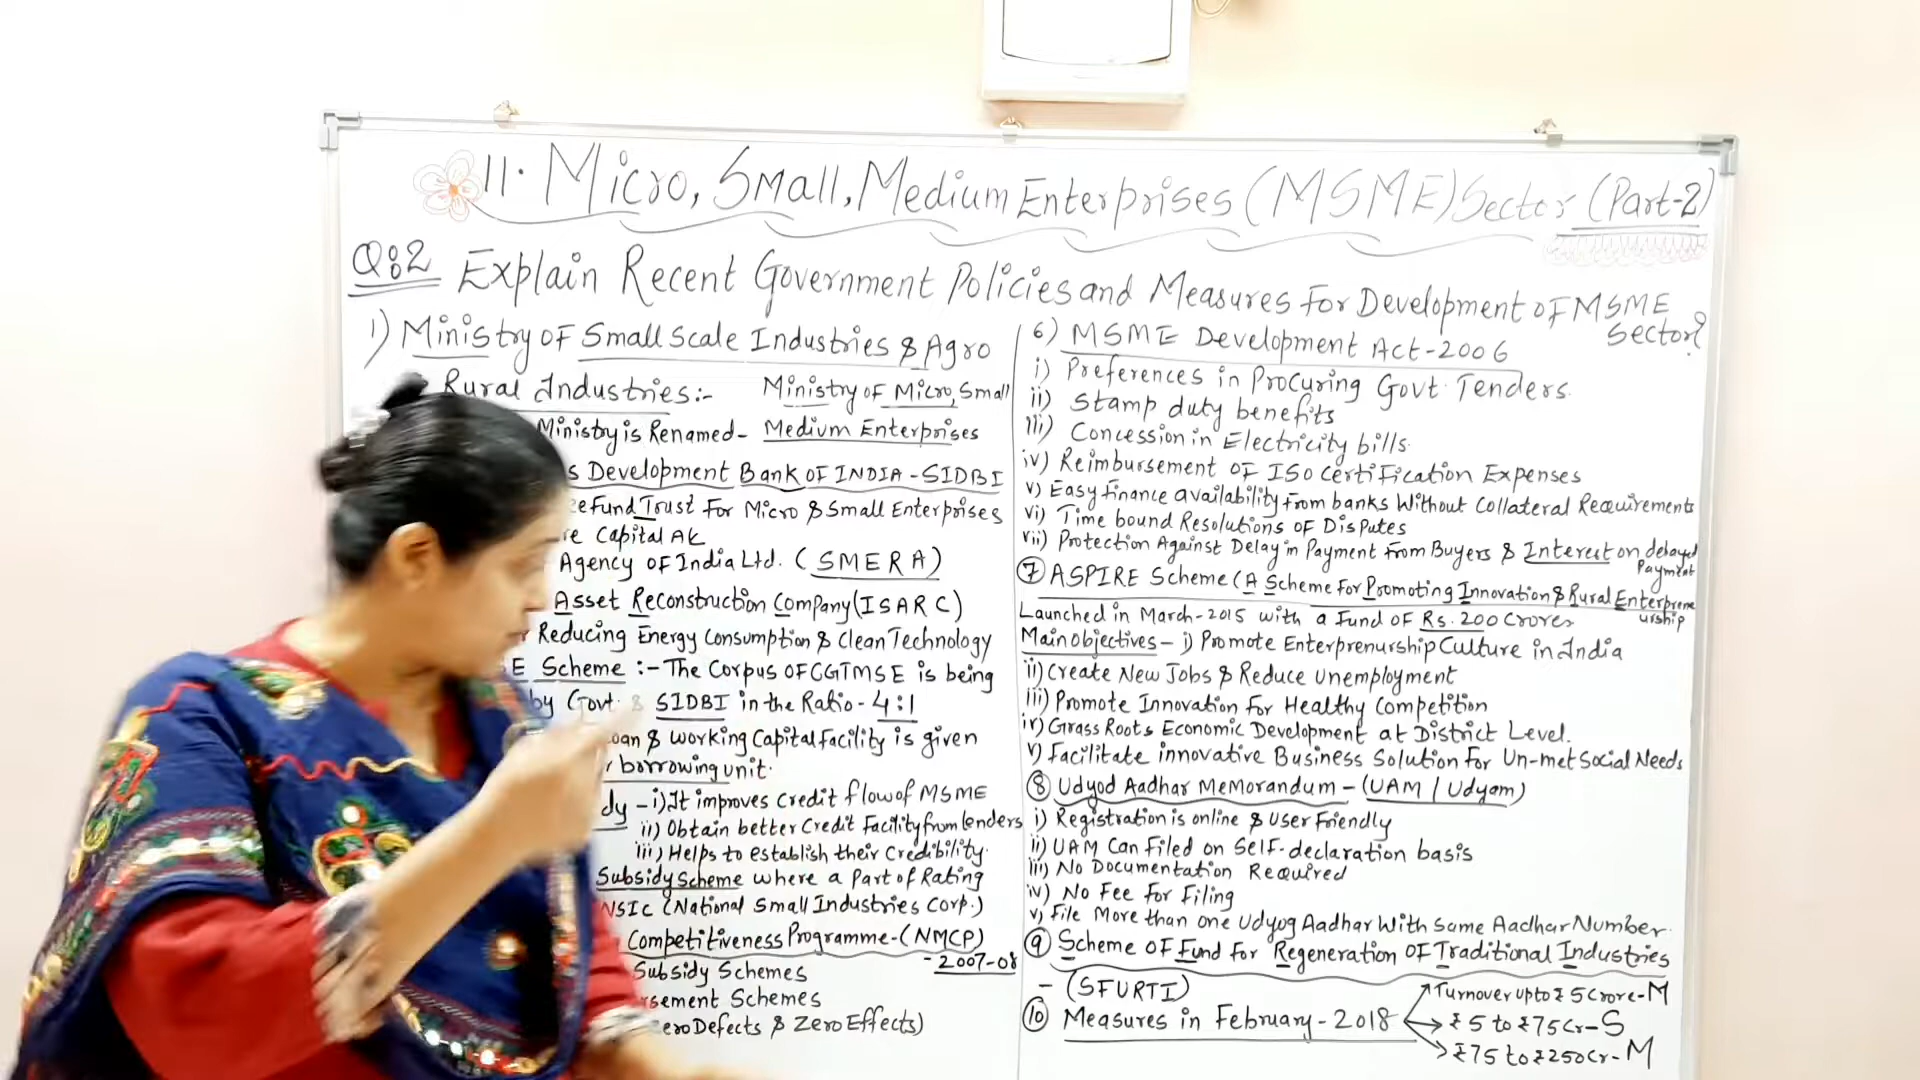 11. Micro, Small, Medium Enterprises (MSME) Sector (Part-2)
Q:2 Explain Recent Government Policies and Measures For Development of MSME
Sector?
1) Ministry of Small Scale Industries & Agro
Rural Industries:- Ministry of Micro, Small
Ministry is Renamed- Medium Enterprises
Development Bank of INDIA - SIDBI
Fund Trust For Micro & Small Enterprises
Capital
Agency of India Ltd. (SMERA)
Asset Reconstruction Company (ISARC)
Reducing Energy Consumption & Clean Technology
E Scheme :- The Corpus of CGTMSE is being
by Govt. & SIDBI in the Ratio - 4:1
& working Capital Facility is given
borrowing unit.
dy - i) It improves credit flow of MSME
ii) Obtain better Credit Facility from lenders
iii) Helps to establish their Credibility.
Subsidy Scheme where a Part of Rating
NSIC (National Small Industries Corp.)
Competitiveness Programme - (NMCP)
- 2007-08
Subsidy Schemes
Schemes
Zero Defects & Zero Effects)
6) MSME Development Act - 2006
i) Preferences in Procuring Govt. Tenders.
ii) Stamp duty benefits
iii) Concession in Electricity bills.
iv) Reimbursement of ISO Certification Expenses
v) Easy finance availability from banks Without Collateral Requirements
vi) Time bound Resolutions of Disputes
vii) Protection Against Delay in Payment From Buyers & Interest on delayed
Payment
7 ASPIRE Scheme (A Scheme For Promoting Innovation & Rural Enterprene
urship
Launched in March-2015 with a Fund of Rs. 200 Crores
Main objectives - i) Promote Enterprenurship Culture in India
ii) Create New Jobs & Reduce Unemployment
iii) Promote Innovation For Healthy Competition
iv) Grass Roots Economic Development at District Level.
v) Facilitate innovative Business Solution For Un-met Social Needs
8 Udyod Aadhar Memorandum - (UAM / Udyam)
i) Registration is online & User Friendly
ii) UAM Can Filed on Self-declaration basis
iii) No Documentation Required
iv) No Fee for Filing
v) File More than one Udyog Aadhar With Same Aadhar Number.
9 Scheme of Fund for Regeneration of Traditional Industries
- (SFURTI)
10 Measures in February - 2018
Turnover upto ₹ 5 Crore - M
₹ 5 to ₹ 75 Cr - S
₹ 75 to ₹ 250 Cr - M